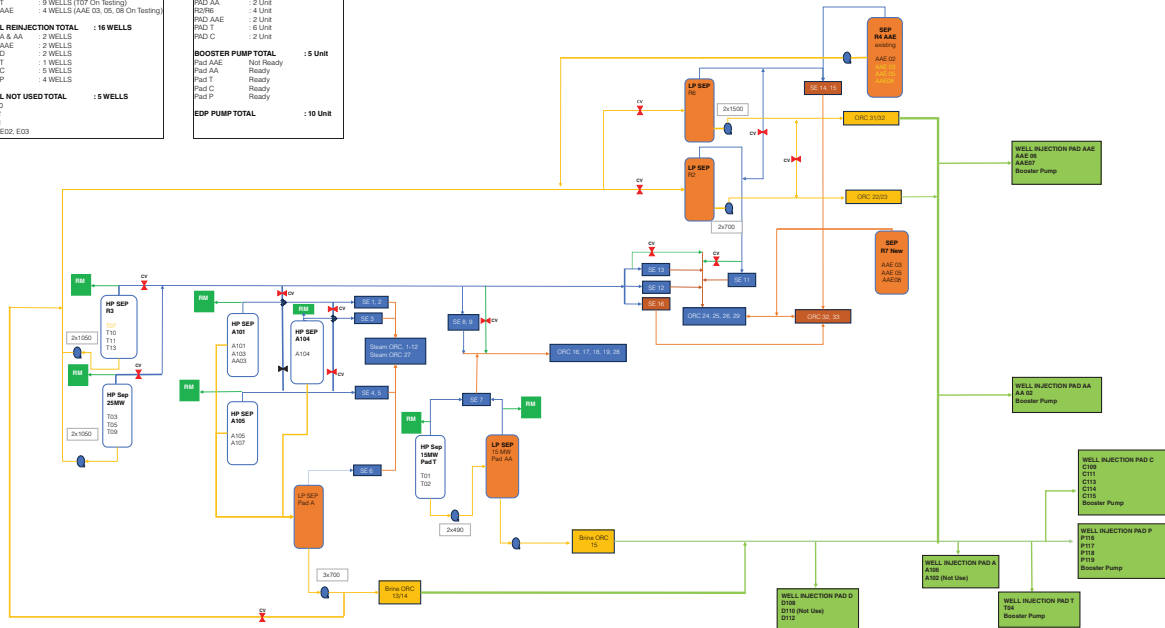 T : 9 WELLS (T07 On Testing)
AAE : 4 WELLS (AAE 03, 05, 08 On Testing)
L REINJECTION TOTAL : 16 WELLS
A & AA : 2 WELLS
AAE : 2 WELLS
D : 2 WELLS
T : 1 WELLS
C : 5 WELLS
P : 4 WELLS
L NOT USED TOTAL : 5 WELLS
E02, E03
PAD AA : 2 Unit
R2/R6 : 4 Unit
PAD AAE : 2 Unit
PAD T : 6 Unit
PAD C : 2 Unit
BOOSTER PUMP TOTAL : 5 Unit
Pad AAE Not Ready
Pad AA Ready
Pad T Ready
Pad C Ready
Pad P Ready
EDP PUMP TOTAL : 10 Unit
SEP
R4 AAE
existing
AAE 02
AAE 03
AAE 05
AAE06
SE 14, 15
LP SEP
R6
2x1500
CV
ORC 31/32
CV
CV
LP SEP
R2
CV
ORC 22/23
2x700
WELL INJECTION PAD AAE
AAE 06
AAE07
Booster Pump
SEP
R7 New
AAE 03
AAE 05
AAE06
CV
CV
SE 13
SE 12
SE 16
SE 11
ORC 24, 25, 26, 29
ORC 32, 33
RM
CV
HP SEP
R3
T07
T10
T11
T13
2x1050
RM
CV
HP Sep
25MW
T03
T05
T09
2x1050
RM
HP SEP
A101
A101
A103
AA03
CV
RM
CV
HP SEP
A104
A104
CV
SE 1, 2
SE 3
Steam ORC, 1-12
Steam ORC 27
RM
HP SEP
A105
A105
A107
SE 4, 5
SE 6
SE 8, 9
CV
ORC 16, 17, 18, 19, 28
SE 7
RM
RM
HP Sep
15MW
Pad T
T01
T02
LP SEP
15 MW
Pad AA
2x490
LP SEP
Pad A
3x700
CV
Brine ORC
13/14
Brine ORC
15
WELL INJECTION PAD AA
AA 02
Booster Pump
WELL INJECTION PAD C
C109
C111
C113
C114
C115
Booster Pump
WELL INJECTION PAD P
P116
P117
P118
P119
Booster Pump
WELL INJECTION PAD A
A106
A102 (Not Use)
WELL INJECTION PAD D
D108
D110 (Not Use)
D112
WELL INJECTION PAD T
T04
Booster Pump